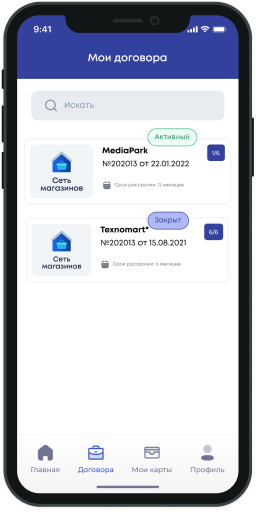 9:41
Мои договора
Искать
Активный
MediaPark
№202013 от 22.01.2022
1/6
Срок рассрочки: 12 месяцев
Сеть
магазинов
Закрыт
Texnomart*
№202013 от 15.08.2021
6/6
Срок рассрочки: 6 месяцев
Сеть
магазинов
Главная
Договора
Мои карты
Профиль